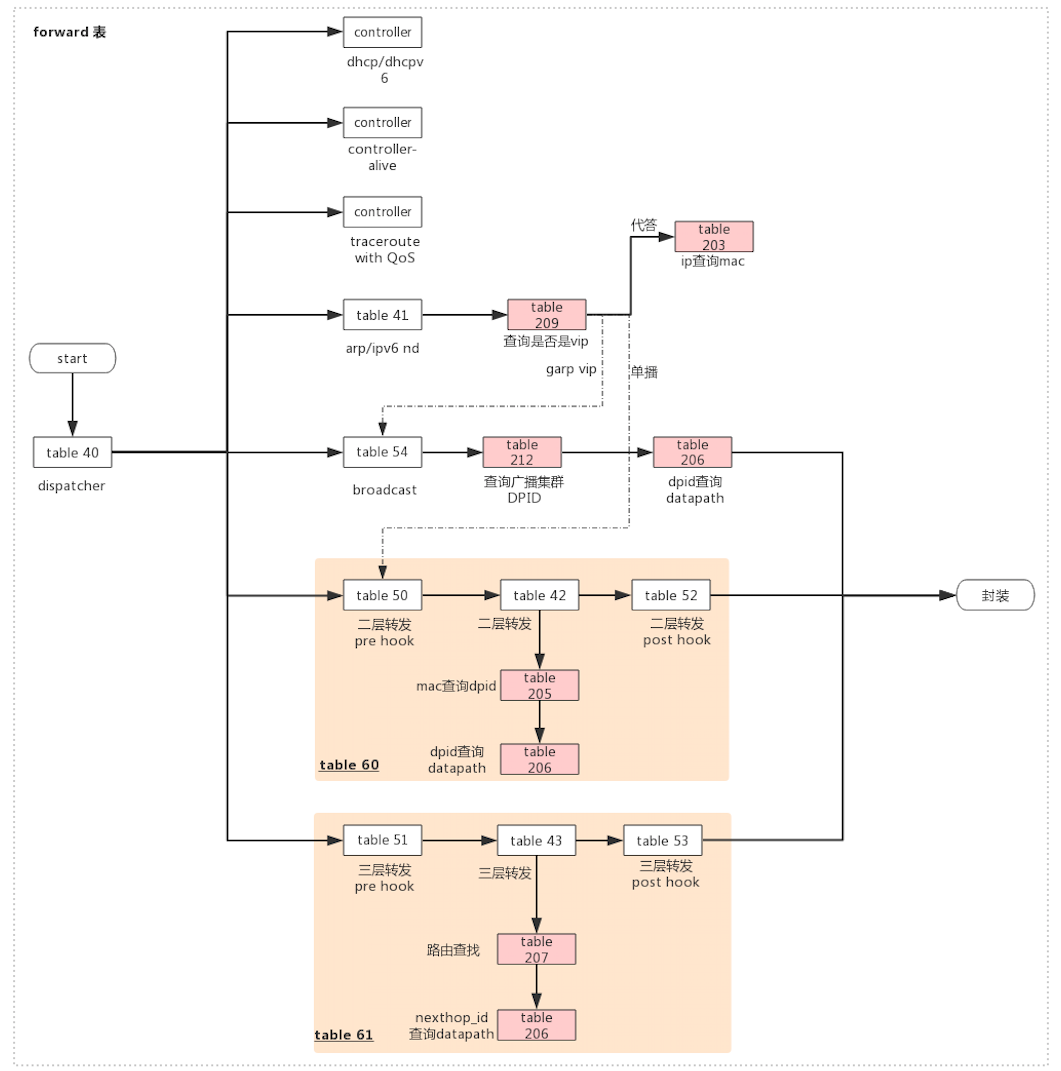 forward 表
controller
dhcp/dhcpv
6
controller
controller-
alive
controller
traceroute
with QoS
代答
table
203
ip查询mac
table 41
arp/ipv6 nd
table
209
查询是否是vip
garp vip
单播
start
table 40
dispatcher
table 54
broadcast
table
212
查询广播集群
DPID
table
206
dpid查询
datapath
table 50
二层转发
pre hook
table 42
二层转发
table 52
二层转发
post hook
封装
mac查询dpid
table
205
dpid查询
datapath
table
206
table 60
table 51
三层转发
pre hook
table 43
三层转发
table 53
三层转发
post hook
路由查找
table
207
nexthop_id
查询datapath
table
206
table 61